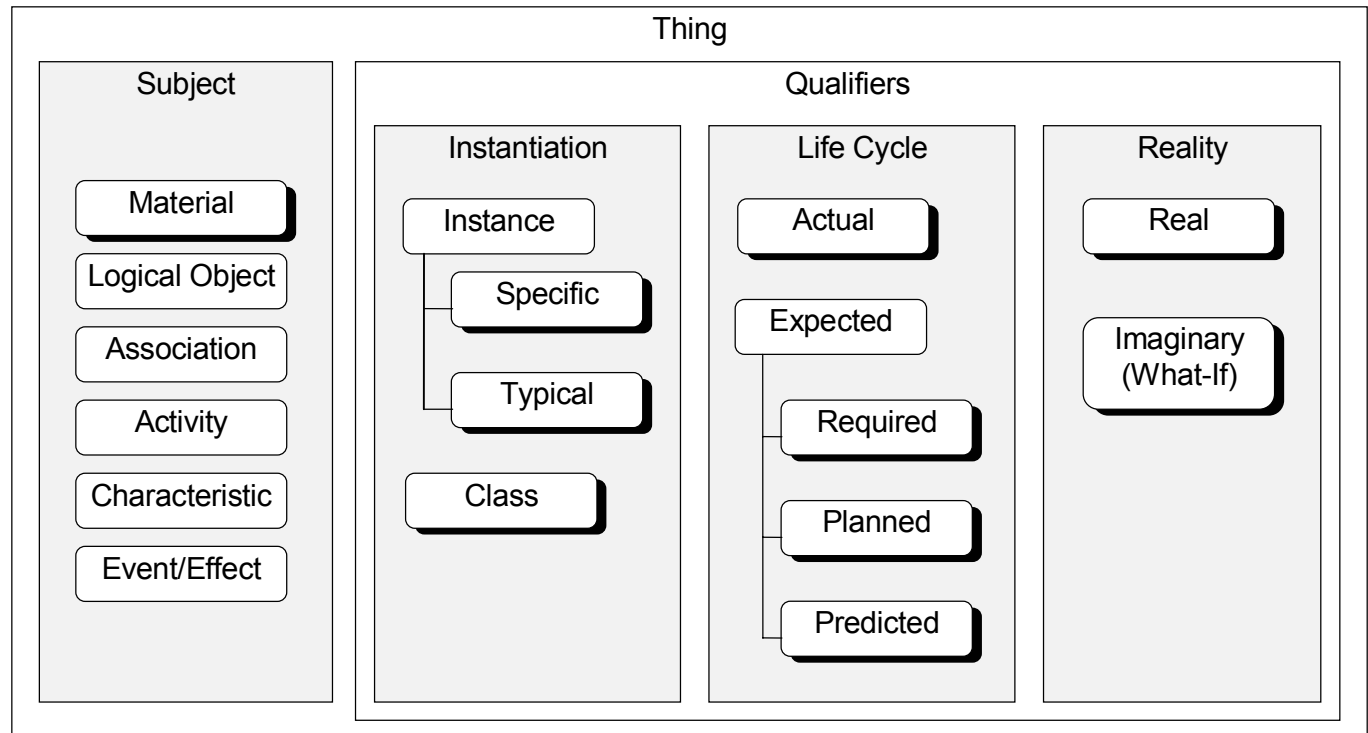 Thing
Subject
Material
Logical Object
Association
Activity
Characteristic
Event/Effect
Qualifiers
Instantiation
Instance
Specific
Typical
Class
Life Cycle
Actual
Expected
Required
Planned
Predicted
Reality
Real
Imaginary
(What-If)